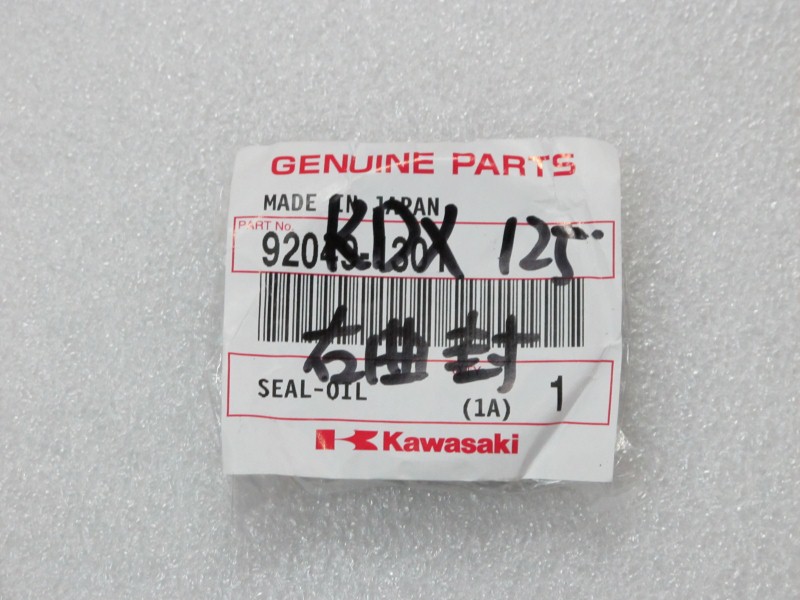 GENUINE PARTS
MADE IN JAPAN
PART No.
KDX 125
右曲封
SEAL-OIL
(1A) 1
Kawasaki